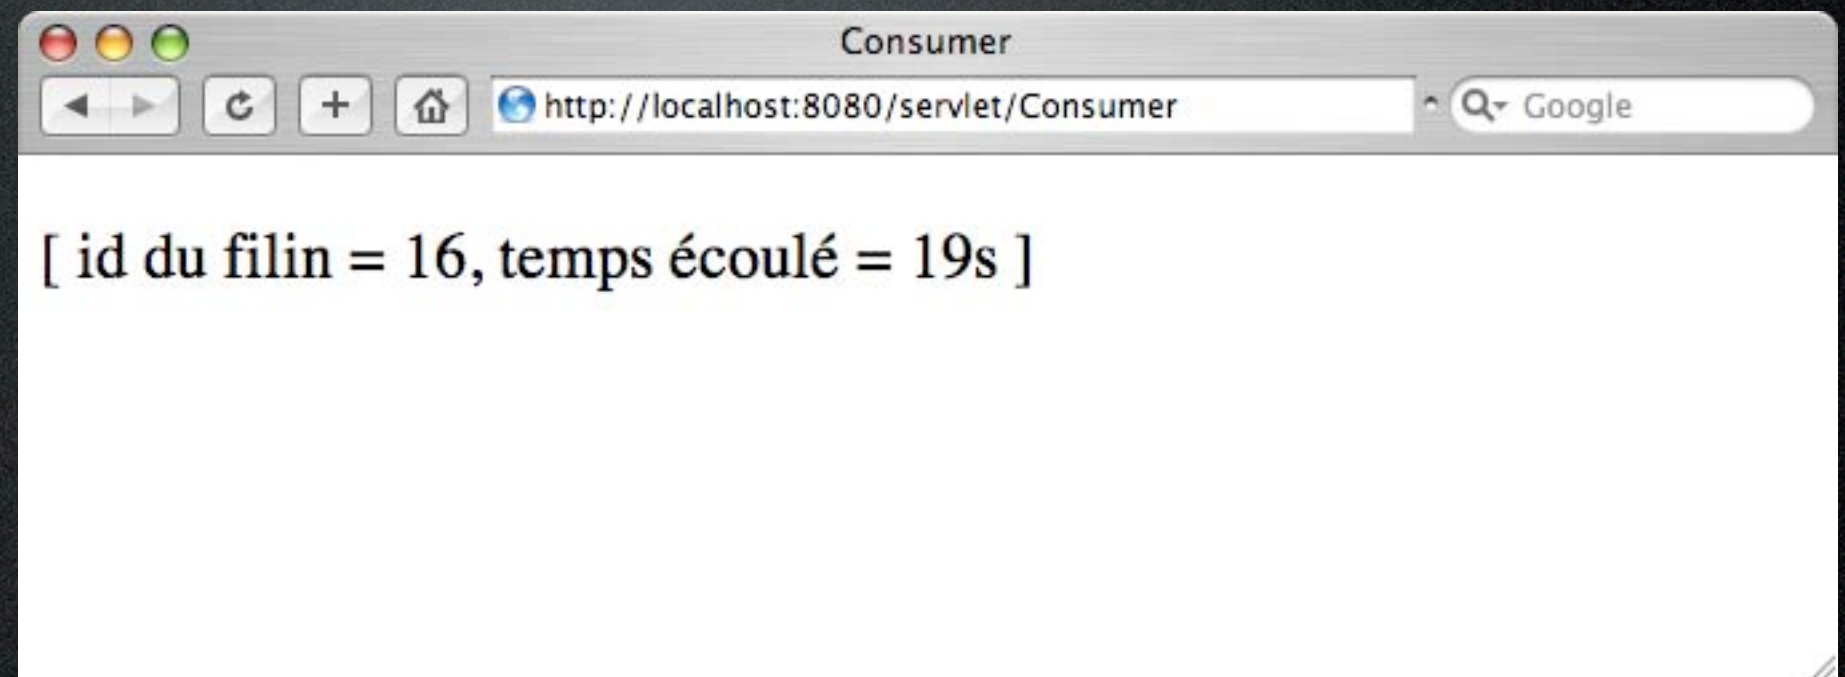 Consumer
http://localhost:8080/servlet/Consumer
Google
[ id du filin = 16, temps écoulé = 19s ]